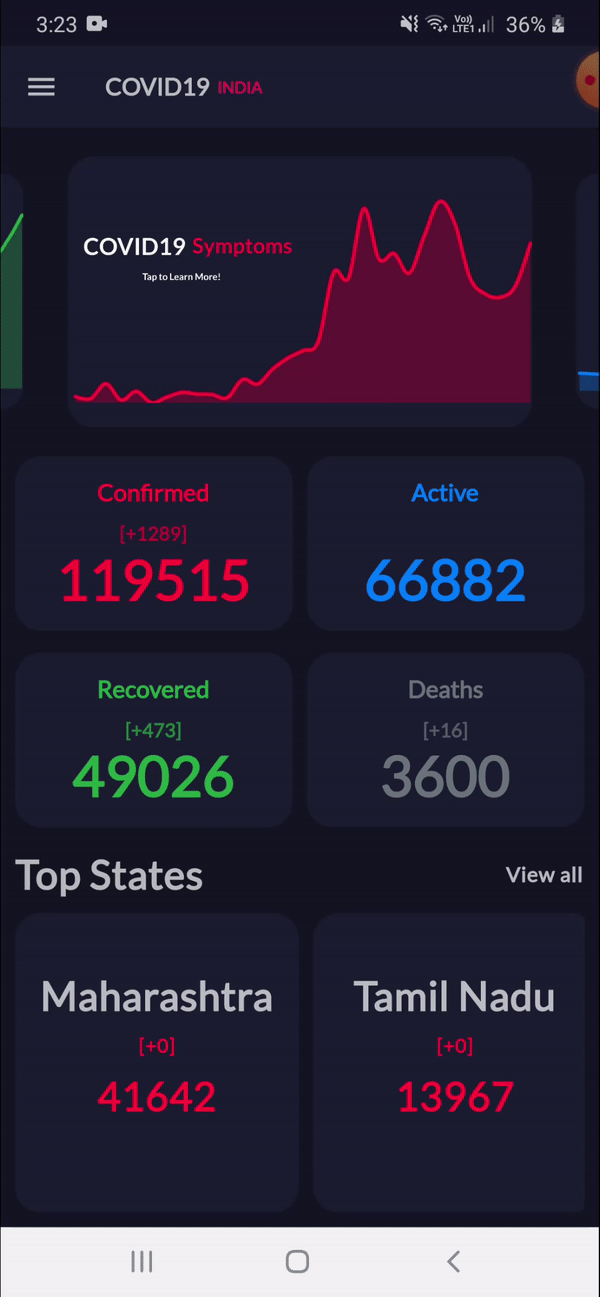 3:23 Vo)) LTE1 36%
COVID19 INDIA
COVID19 Symptoms
Tap to Learn More!
Confirmed
[+1289]
119515
Active
66882
Recovered
[+473]
49026
Deaths
[+16]
3600
Top States
View all
Maharashtra
[+0]
41642
Tamil Nadu
[+0]
13967